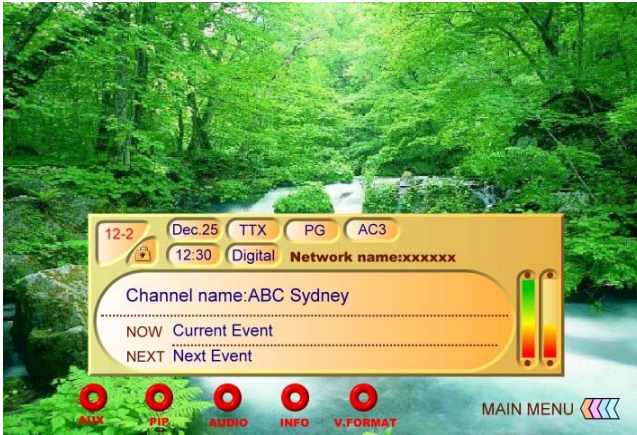 12-2 Dec.25 TTX PG AC3
12:30 Digital Network name:xxxxxx
Channel name:ABC Sydney
NOW Current Event
NEXT Next Event
AUX PIP AUDIO INFO V.FORMAT
MAIN MENU